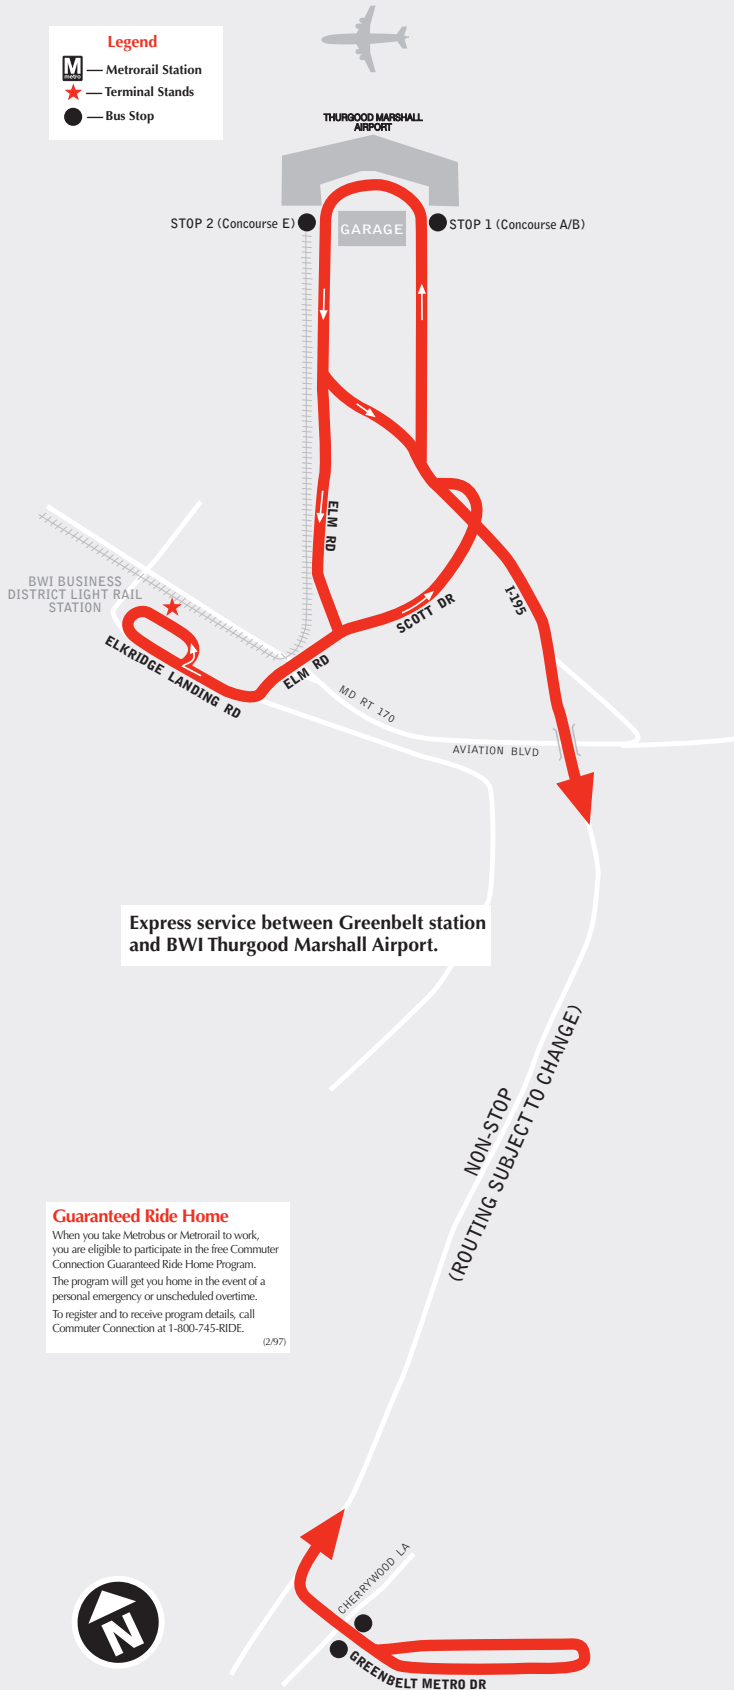 Legend
M
metro
— Metrorail Station
— Terminal Stands
— Bus Stop
THURGOOD MARSHALL
AIRPORT
STOP 2 (Concourse E)
GARAGE
STOP 1 (Concourse A/B)
ELM RD
BWI BUSINESS
DISTRICT LIGHT RAIL
STATION
I-195
SCOTT DR
ELKRIDGE LANDING RD
ELM RD
MD RT 170
AVIATION BLVD
Express service between Greenbelt station
and BWI Thurgood Marshall Airport.
NON-STOP
(ROUTING SUBJECT TO CHANGE)
Guaranteed Ride Home
When you take Metrobus or Metrorail to work,
you are eligible to participate in the free Commuter
Connection Guaranteed Ride Home Program.
The program will get you home in the event of a
personal emergency or unscheduled overtime.
To register and to receive program details, call
Commuter Connection at 1-800-745-RIDE.
(2/97)
CHERRYWOOD LA
N
GREENBELT METRO DR